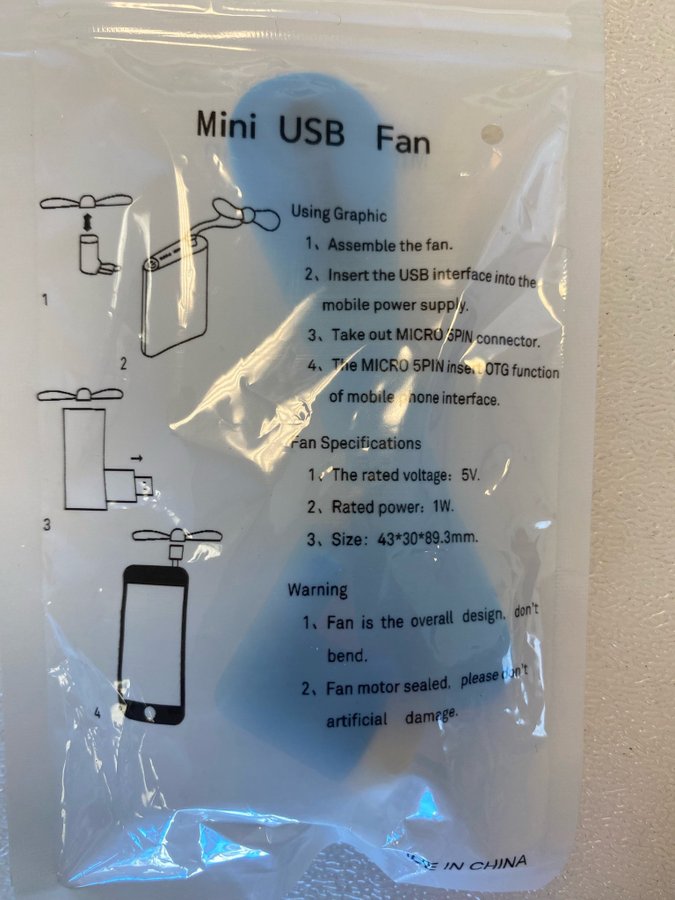 Mini USB Fan
Using Graphic
1、Assemble the fan.
2、Insert the USB interface into the
mobile power supply.
3、Take out MICRO 5PIN connector.
4、The MICRO 5PIN insert OTG function
of mobile phone interface.
Fan Specifications
1、The rated voltage: 5V.
2、Rated power: 1W.
3、Size: 43*30*89.3mm.
Warning
1、Fan is the overall design, don't
bend.
2、Fan motor sealed, please don't
artificial damage.
1
2
3
4
IN CHINA